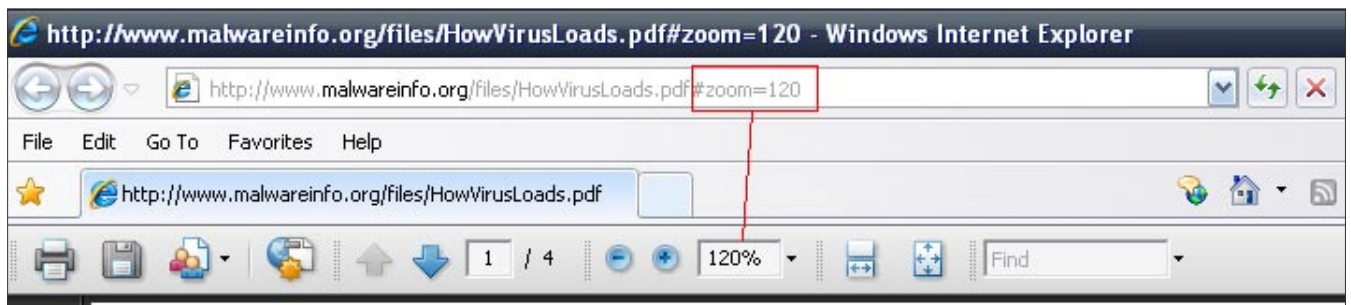 http://www.malwareinfo.org/files/HowVirusLoads.pdf#zoom=120 - Windows Internet Explorer
http://www.malwareinfo.org/files/HowVirusLoads.pdf#zoom=120
File Edit Go To Favorites Help
http://www.malwareinfo.org/files/HowVirusLoads.pdf
1 / 4 120% Find